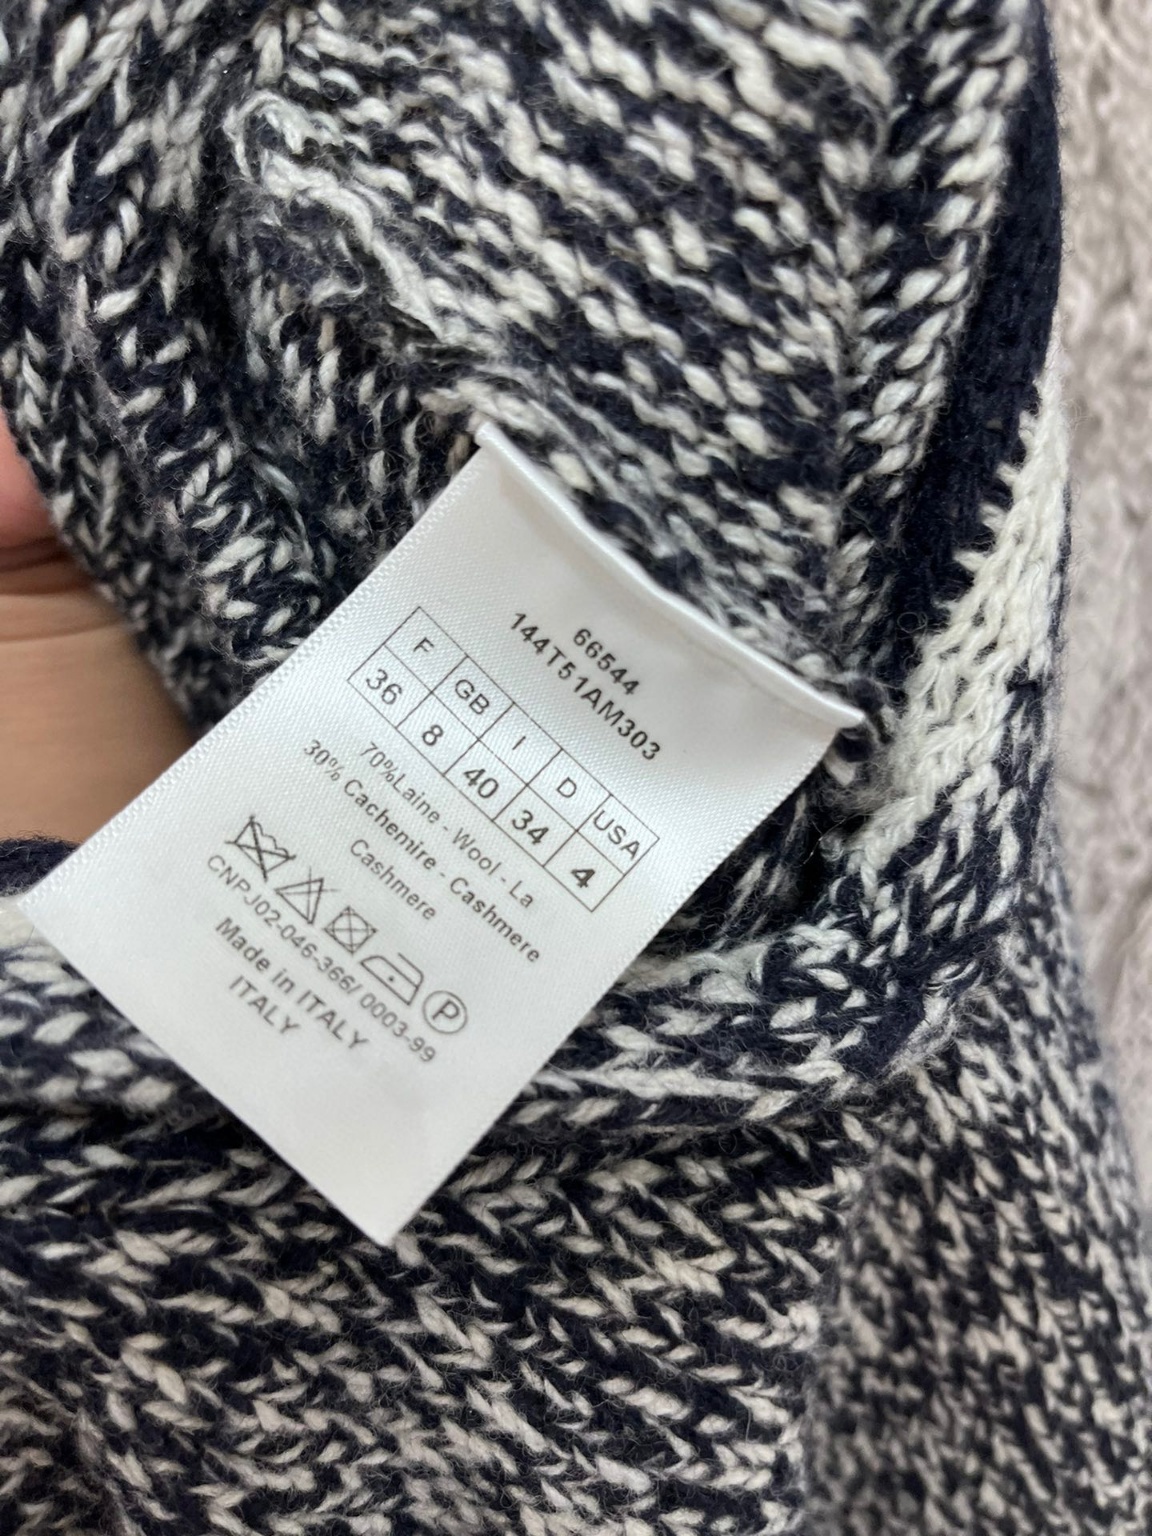 66544
144T51AM303
F GB I D USA
36 8 40 34 4
70%Laine - Wool - La
30% Cachemire - Cashmere
Cashmere
P
CNPJ02-046-366/ 0003-99
Made in ITALY
ITALY